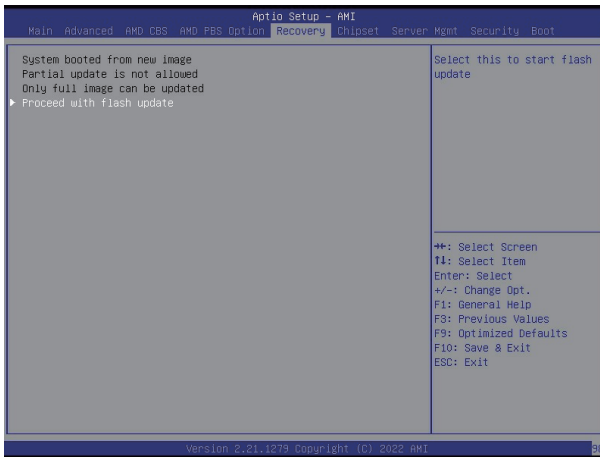 Aptio Setup - AMI
Main Advanced AMD CBS AMD PBS Option Recovery Chipset Server Mgmt Security Boot
System booted from new image
Partial update is not allowed
Only full image can be updated
Proceed with flash update
Select this to start flash
update
→←: Select Screen
↑↓: Select Item
Enter: Select
+/-: Change Opt.
F1: General Help
F3: Previous Values
F9: Optimized Defaults
F10: Save & Exit
ESC: Exit
Version 2.21.1279 Copyright (C) 2022 AMI